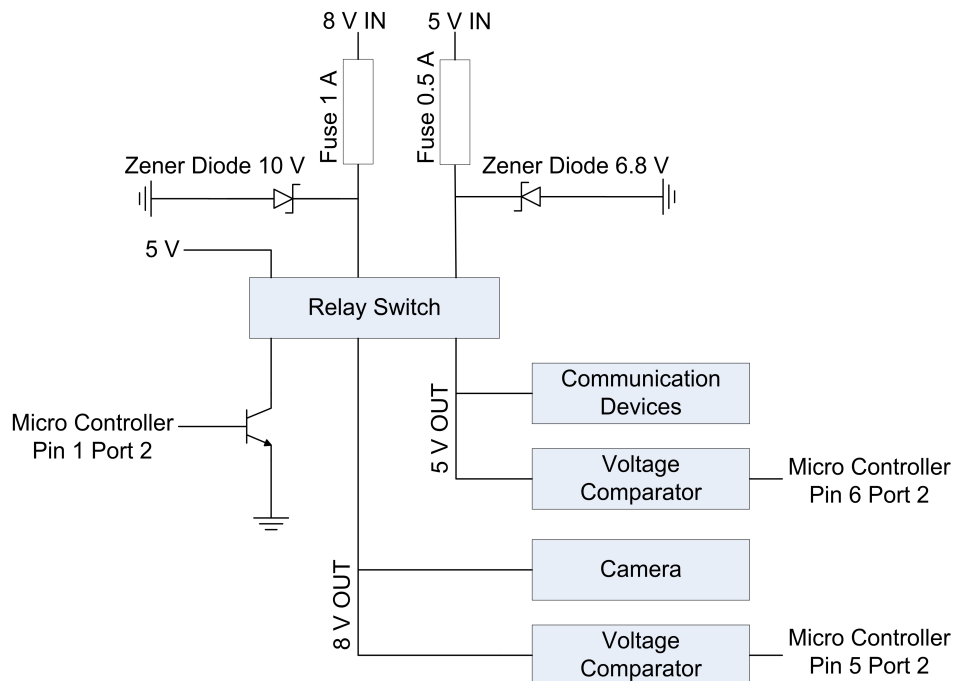 8 V IN
5 V IN
Fuse 1 A
Fuse 0.5 A
Zener Diode 10 V
Zener Diode 6.8 V
5 V
Relay Switch
Communication
Devices
Micro Controller
Pin 1 Port 2
5 V OUT
Voltage
Comparator
Micro Controller
Pin 6 Port 2
Camera
8 V OUT
Voltage
Comparator
Micro Controller
Pin 5 Port 2